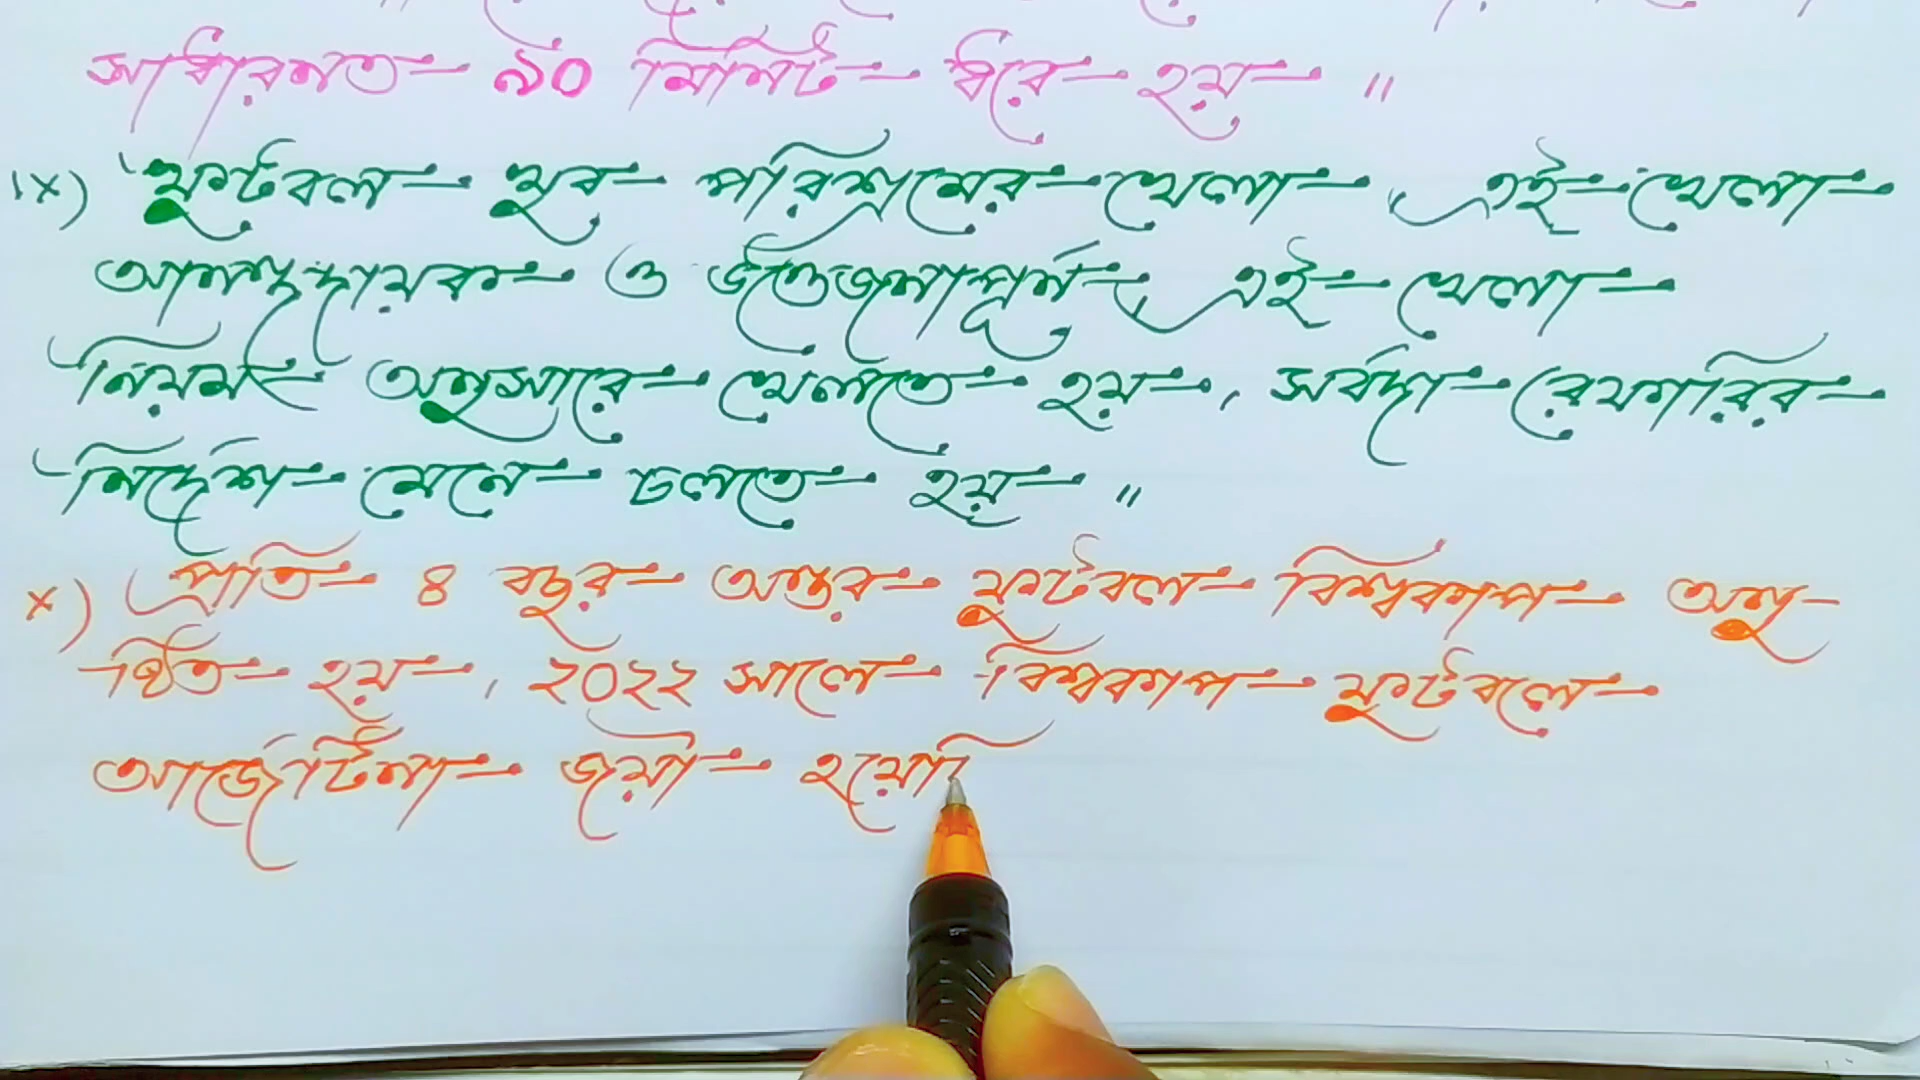 সাধারণত ৯০ মিনিট ধরে হয় ॥
ix) ফুটবল খুব পরিশ্রমের খেলা, এই খেলা
আনন্দদায়ক ও উত্তেজনাপূর্ণ, এই খেলা
নিয়ম অনুসারে খেলতে হয়, সর্বদা রেফারির
নির্দেশ মেনে চলতে হয় ॥
x) প্রতি ৪ বছর অন্তর ফুটবল বিশ্বকাপ অনু-
ষ্ঠিত হয়, ২০২২ সালে বিশ্বকাপ ফুটবলে
আর্জেন্টিনা জয়ী হয়েছি